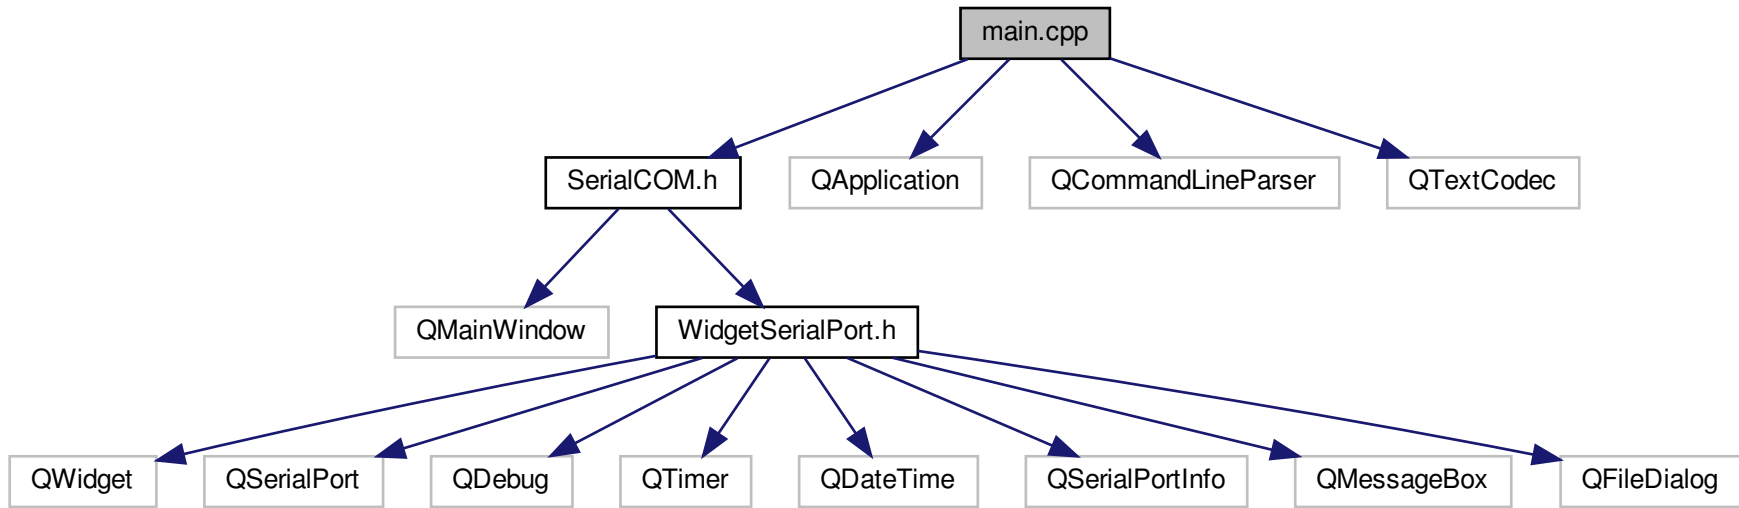 main.cpp
SerialCOM.h
QApplication
QCommandLineParser
QTextCodec
QMainWindow
WidgetSerialPort.h
QWidget
QSerialPort
QDebug
QTimer
QDateTime
QSerialPortInfo
QMessageBox
QFileDialog